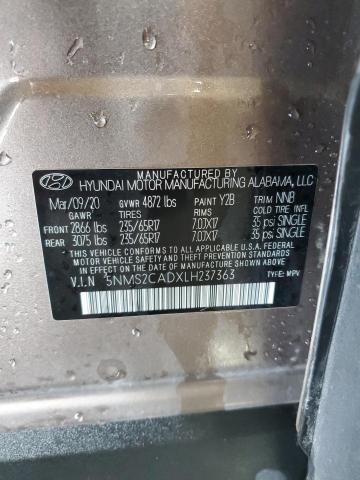 MANUFACTURED BY
HYUNDAI MOTOR MANUFACTURING ALABAMA, LLC
Mar/09/20 GVWR 4872 lbs PAINT Y2B TRIM NNB
GAWR TIRES RIMS
FRONT 2866 lbs 235/65R17 7.0JX17 35 psi SINGLE
REAR 3075 lbs 235/65R17 7.0JX17 35 psi SINGLE
THIS VEHICLE CONFORMS TO ALL APPLICABLE
FEDERAL MOTOR VEHICLE SAFETY, BUMPER, AND
THEFT PREVENTION STANDARDS IN EFFECT ON
THE DATE OF MANUFACTURE SHOWN ABOVE.
V.I.N 5NMS2CADXLH237363 TYPE: MPV